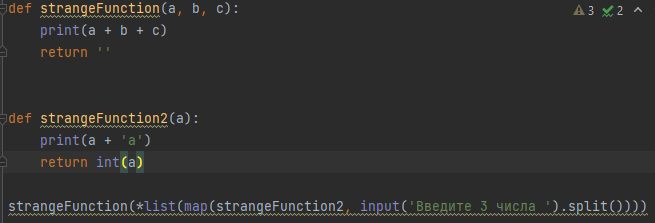 def strangeFunction(a, b, c):
    print(a + b + c)
    return ''
def strangeFunction2(a):
    print(a + 'a')
    return int(a)
strangeFunction(*list(map(strangeFunction2, input('Введите 3 числа ').split())))
3 2